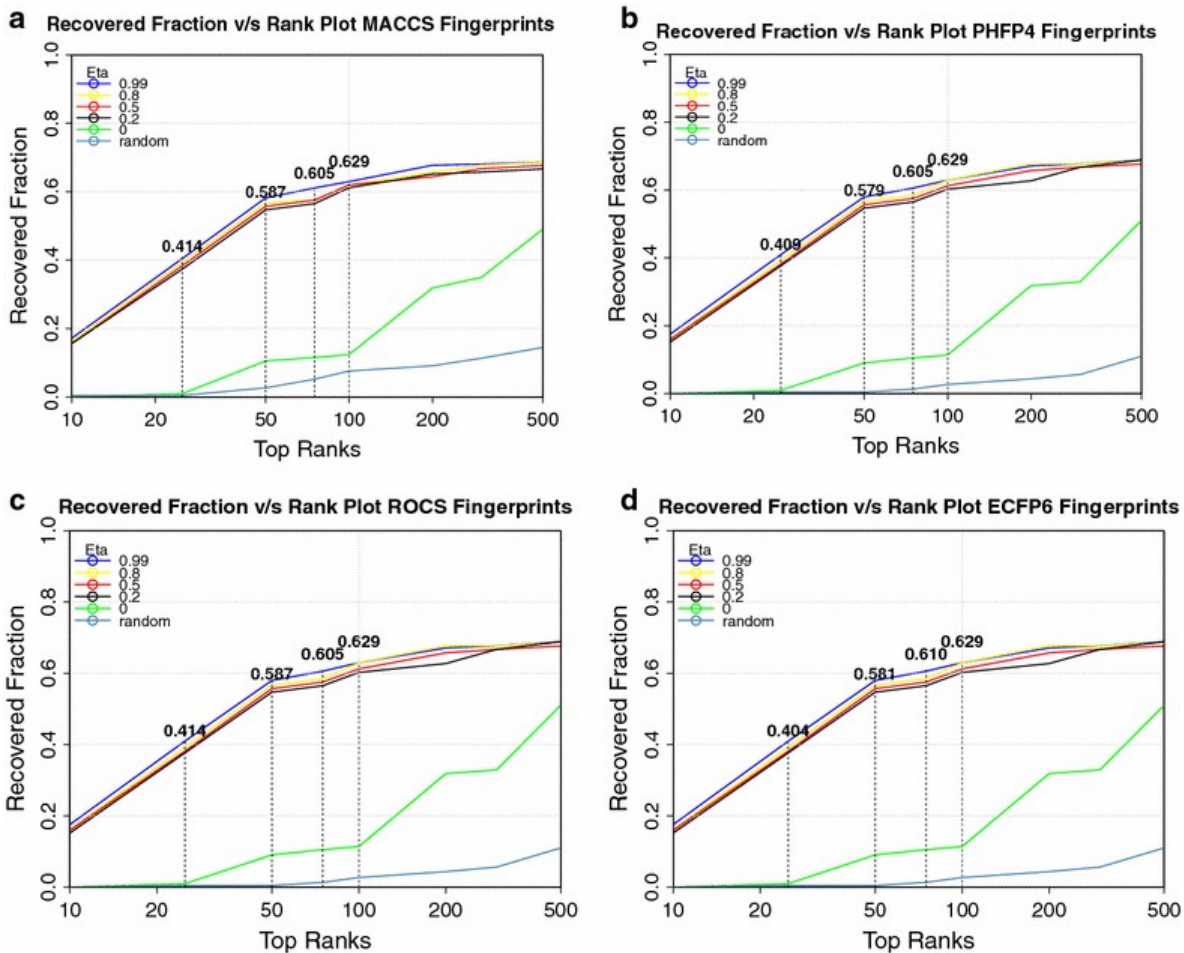 a
Recovered Fraction v/s Rank Plot MACCS Fingerprints
Recovered Fraction
1.0
0.8
0.6
0.4
0.2
0.0
Eta
0.99
0.8
0.5
0.2
0
random
0.414
0.587
0.605
0.629
10 20 50 100 200 500
Top Ranks
b
Recovered Fraction v/s Rank Plot PHFP4 Fingerprints
Recovered Fraction
1.0
0.8
0.6
0.4
0.2
0.0
Eta
0.99
0.8
0.5
0.2
0
random
0.409
0.579
0.605
0.629
10 20 50 100 200 500
Top Ranks
c
Recovered Fraction v/s Rank Plot ROCS Fingerprints
Recovered Fraction
1.0
0.8
0.6
0.4
0.2
0.0
Eta
0.99
0.8
0.5
0.2
0
random
0.414
0.587
0.605
0.629
10 20 50 100 200 500
Top Ranks
d
Recovered Fraction v/s Rank Plot ECFP6 Fingerprints
Recovered Fraction
1.0
0.8
0.6
0.4
0.2
0.0
Eta
0.99
0.8
0.5
0.2
0
random
0.404
0.581
0.610
0.629
10 20 50 100 200 500
Top Ranks